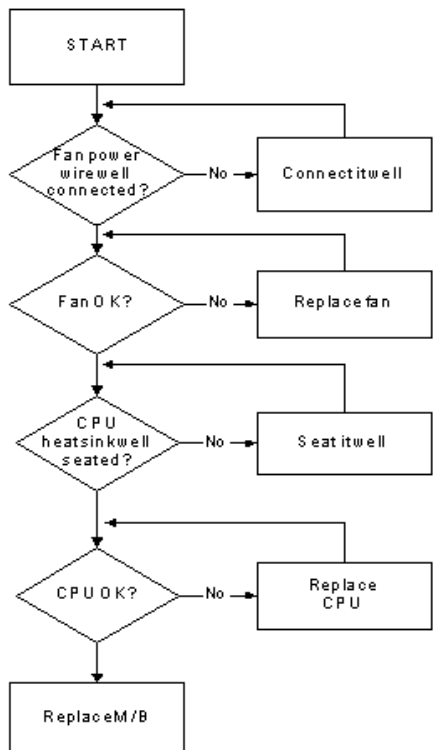 START
Fan power
wire well
connected?
No
Connect it well
Fan OK?
No
Replace fan
CPU
heatsink well
seated?
No
Seat it well
CPU OK?
No
Replace
CPU
Replace M/B